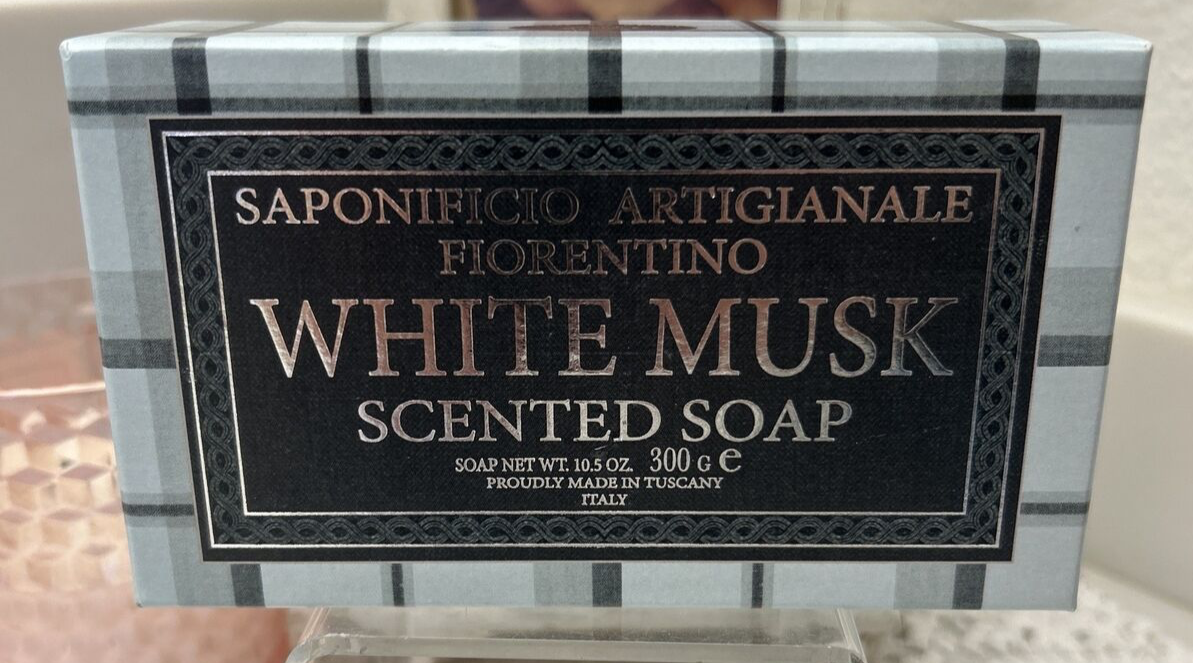 SAPONIFICIO ARTIGIANALE
FIORENTINO
WHITE MUSK
SCENTED SOAP
SOAP NET WT. 10.5 OZ. 300 G e
PROUDLY MADE IN TUSCANY
ITALY